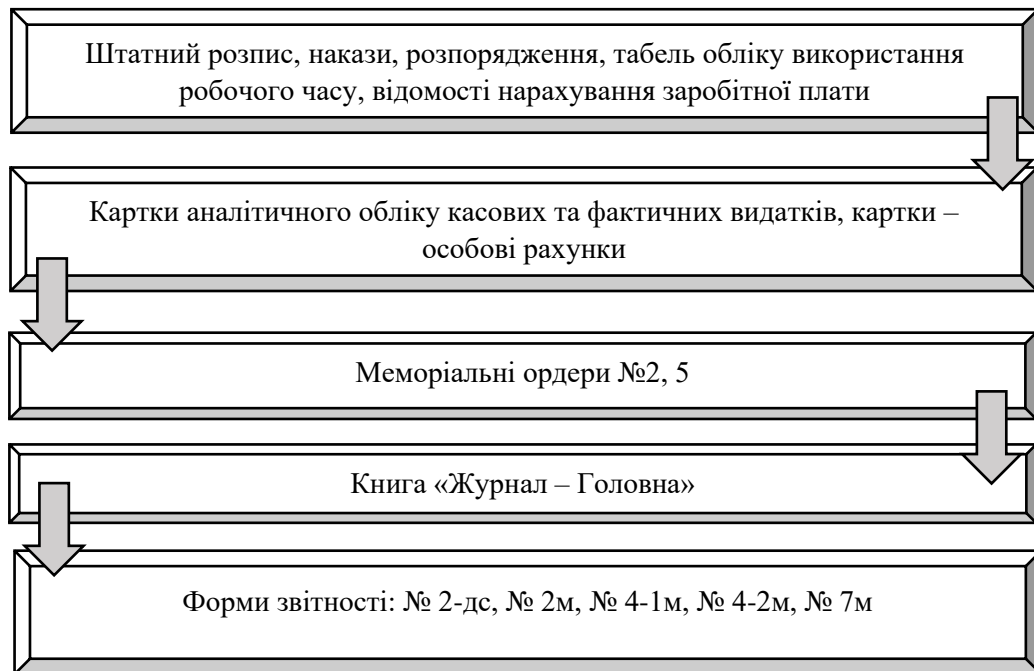 Штатний розпис, накази, розпорядження, табель обліку використання
робочого часу, відомості нарахування заробітної плати
Картки аналітичного обліку касових та фактичних видатків, картки –
особові рахунки
Меморіальні ордери №2, 5
Книга «Журнал – Головна»
Форми звітності: № 2-дс, № 2м, № 4-1м, № 4-2м, № 7м